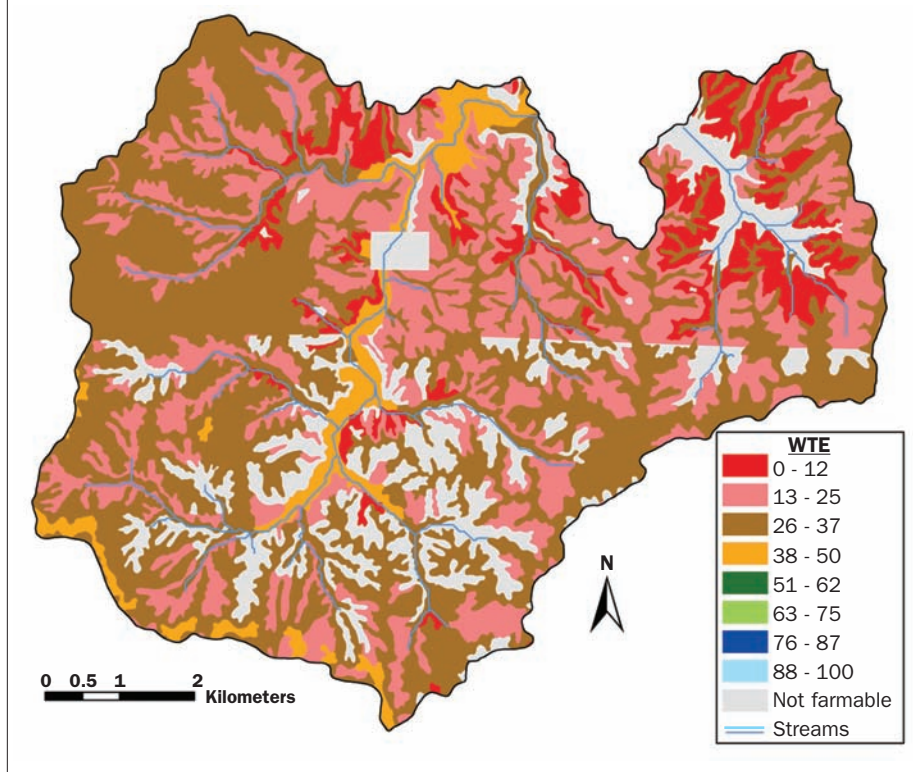 WTE
0 - 12
13 - 25
26 - 37
38 - 50
51 - 62
63 - 75
76 - 87
88 - 100
Not farmable
Streams
N
0 0.5 1 2
Kilometers